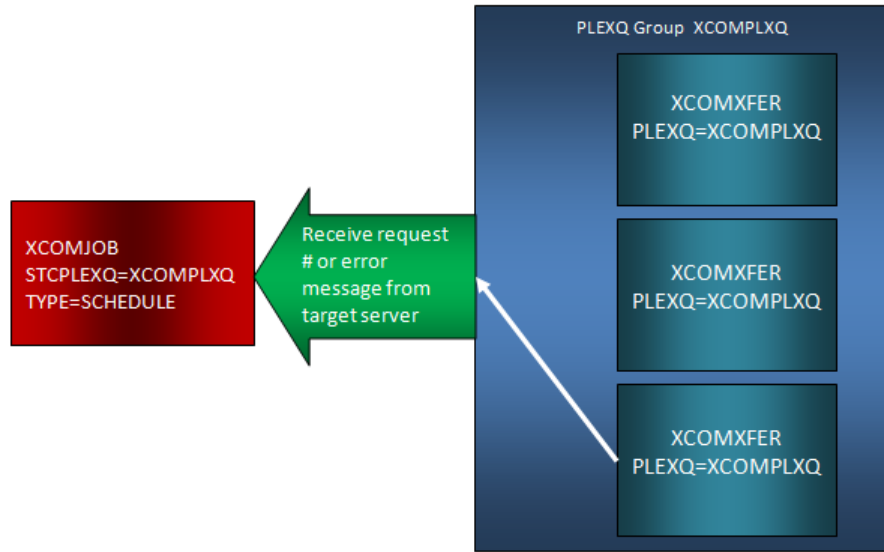 PLEXQ Group XCOMPLXQ
XCOMXFER
PLEXQ=XCOMPLXQ
XCOMJOB
STCPLEXQ=XCOMPLXQ
TYPE=SCHEDULE
Receive request
# or error
message from
target server
XCOMXFER
PLEXQ=XCOMPLXQ
XCOMXFER
PLEXQ=XCOMPLXQ